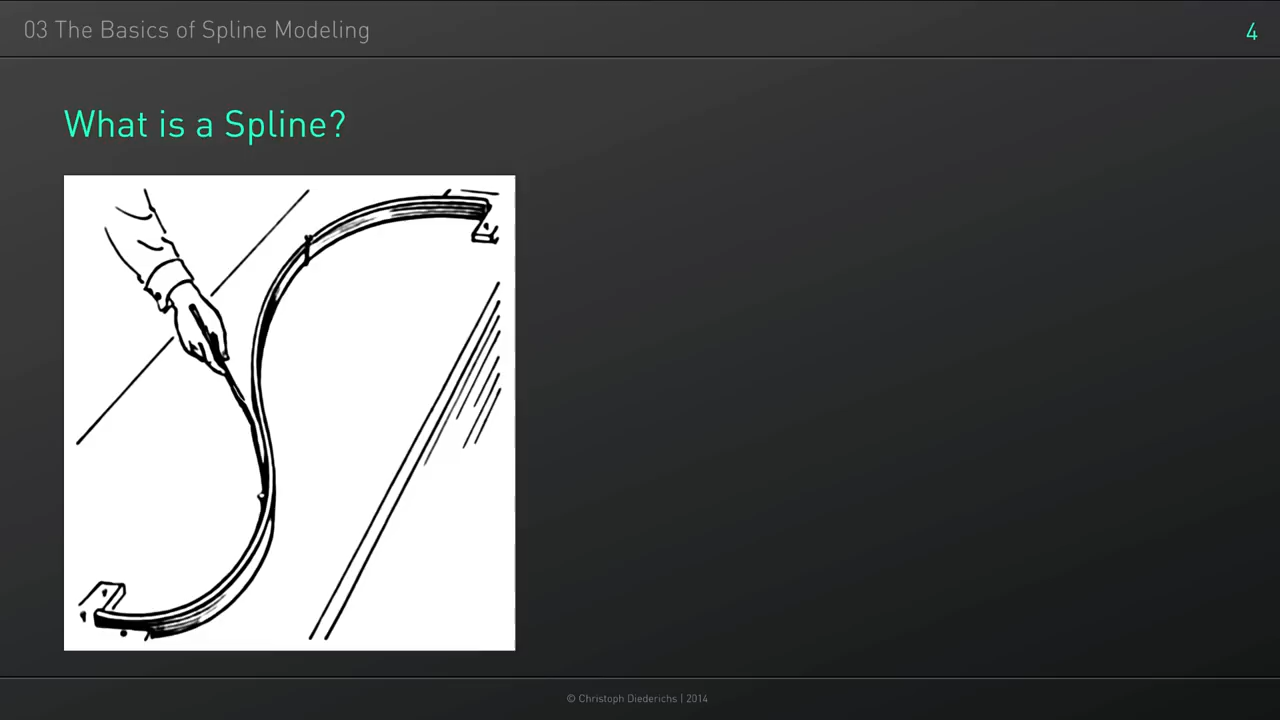 03 The Basics of Spline Modeling
4
What is a Spline?
© Christoph Diederichs | 2014